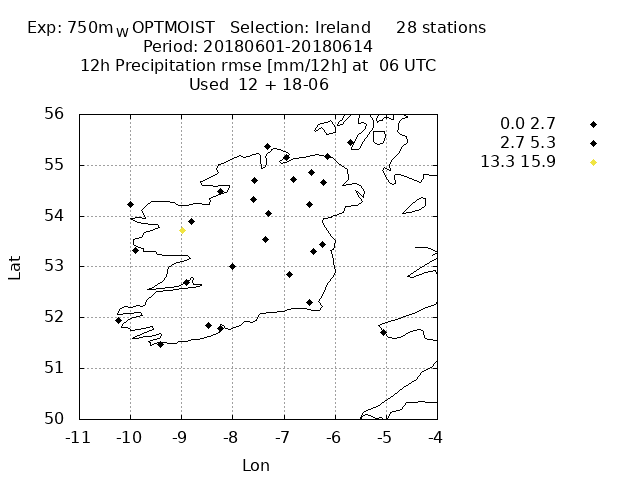 Exp: 750m_W OPTMOIST Selection: Ireland 28 stations
Period: 20180601-20180614
12h Precipitation rmse [mm/12h] at 06 UTC
Used 12 + 18-06
0.0 2.7
2.7 5.3
13.3 15.9
56
55
54
53
52
51
50
Lat
-11 -10 -9 -8 -7 -6 -5 -4
Lon